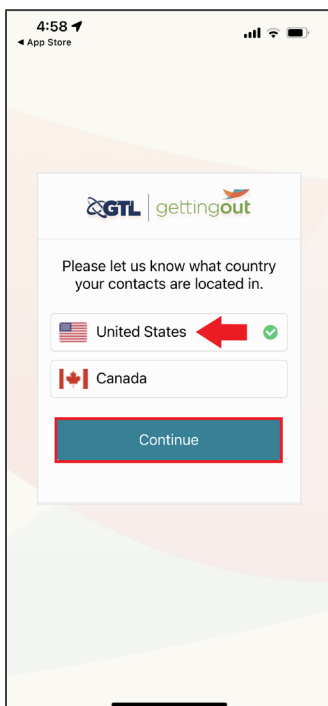 4:58
◀ App Store
GTL | gettingout
Please let us know what country
your contacts are located in.
United States
Canada
Continue